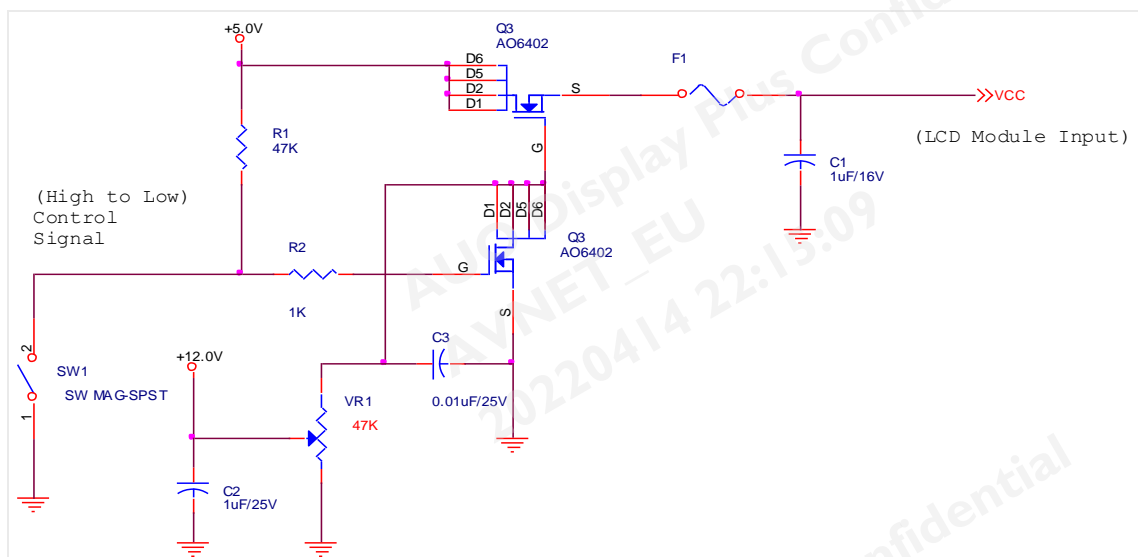 +5.0V
Q3
AO6402
D6
D5
D2
D1
S
G
F1
VCC
(LCD Module Input)
R1
47K
C1
1uF/16V
(High to Low)
Control
Signal
D1
D2
D5
D6
Q3
AO6402
R2
1K
G
S
C3
0.01uF/25V
+12.0V
2
SW1
SW MAG-SPST
1
VR1
47K
C2
1uF/25V
AUO Display Plus Confidential
AVNET_EU
20220414 22:15:09
onfidential